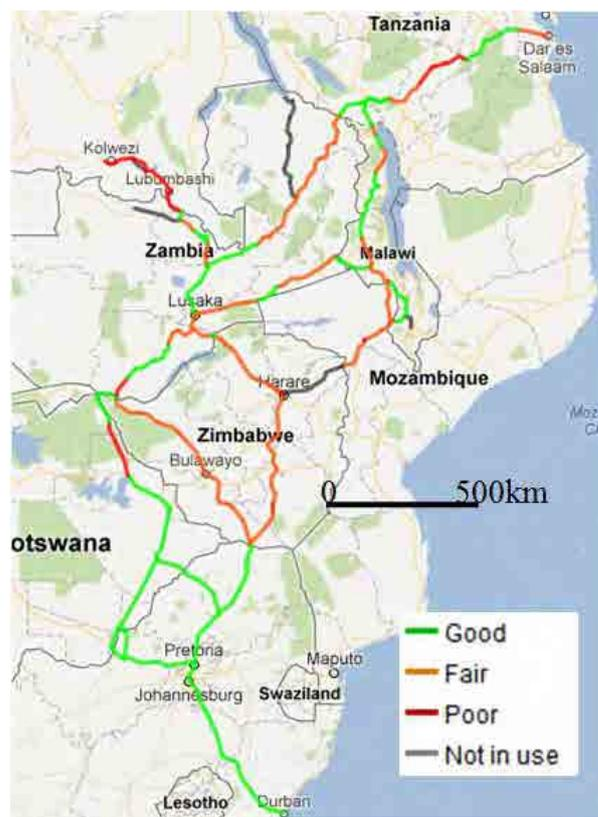 Tanzania
Dar es
Salaam
Kolwezi
Lubumbashi
Zambia
Malawi
Lusaka
Harare
Mozambique
Zimbabwe
Bulawayo
0 500km
otswana
Pretoria
Maputo
Johannesburg
Swaziland
Lesotho
Durban
Good
Fair
Poor
Not in use